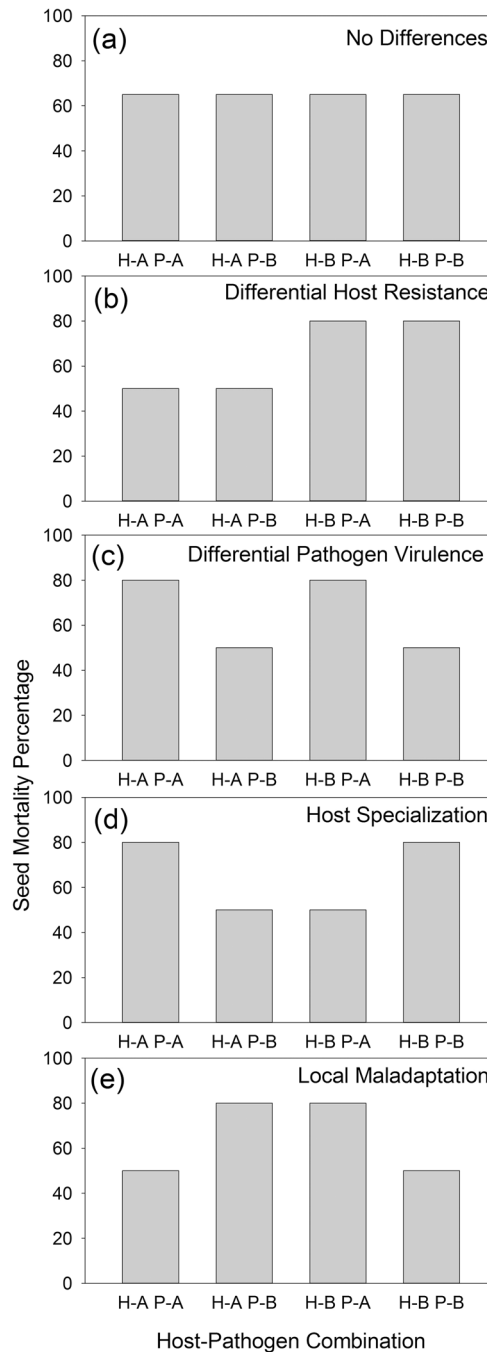 (a) No Differences
100
80
60
40
20
0
H-A P-A H-A P-B H-B P-A H-B P-B
(b) Differential Host Resistance
100
80
60
40
20
0
H-A P-A H-A P-B H-B P-A H-B P-B
(c) Differential Pathogen Virulence
100
80
60
40
20
0
H-A P-A H-A P-B H-B P-A H-B P-B
(d) Host Specialization
100
80
60
40
20
0
H-A P-A H-A P-B H-B P-A H-B P-B
(e) Local Maladaptation
100
80
60
40
20
0
H-A P-A H-A P-B H-B P-A H-B P-B
Seed Mortality Percentage
Host-Pathogen Combination